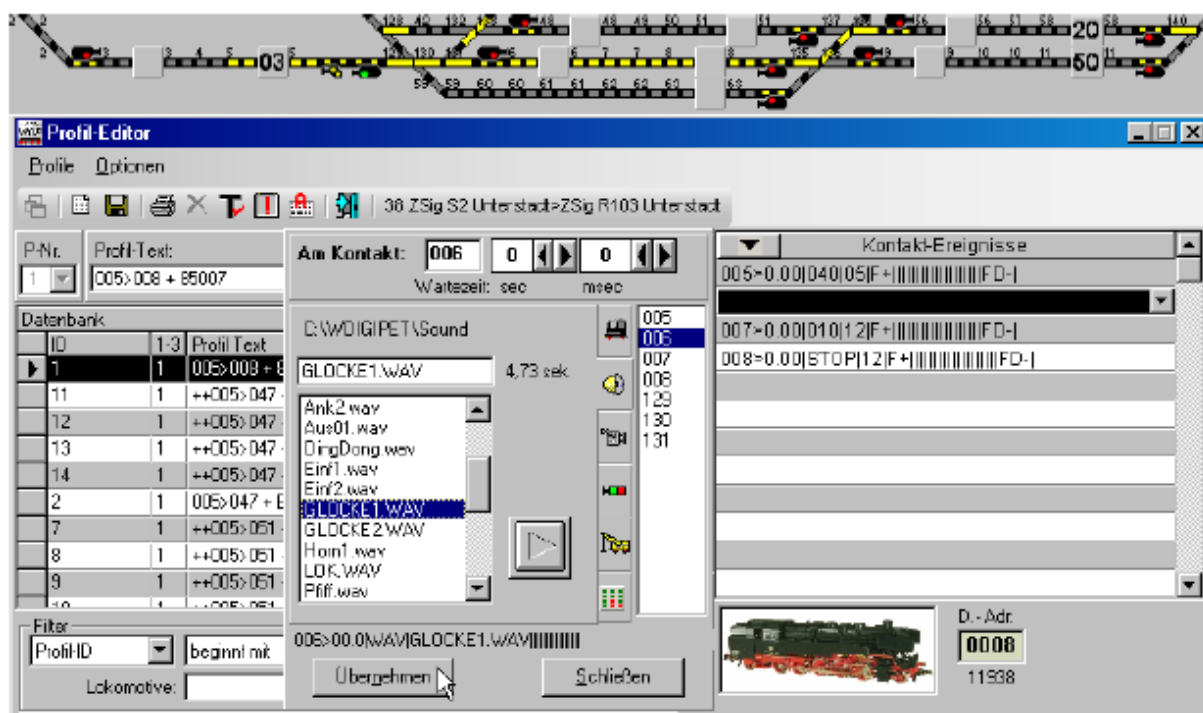 Profil-Editor
Profile Optionen
36 ZSig S2 Unterstadt>ZSig R103 Unterstadt
P-Nr. Profil-Text:
1 005>008 + 85007
Datenbank
ID 1-3 Profil Text
1 1 005>008 + 8
11 1 ++005>047 -
12 1 ++005>047 -
13 1 ++005>047 -
14 1 ++005>047 -
2 1 005>047 + E
7 1 ++005>051 -
8 1 ++005>051 -
9 1 ++005>051 -
Filter
Profil-ID beginnt mit
Lokomotive:
Am Kontakt: 006 0 0
Wartezeit: sec msec
C:\WDIGIPET\Sound
GLOCKE1.WAV 4,73 sek
Ank2.wav
Aus01.wav
DingDong.wav
Einf1.wav
Einf2.wav
GLOCKE1.WAV
GLOCKE2.WAV
Horn1.wav
LOK.WAV
Pfiff.wav
005
006
007
008
129
130
131
006>00.0|WAV|GLOCKE1.WAV||||||||||
Übernehmen Schließen
Kontakt-Ereignisse
005=0.00|040|05|F+||||||||||||||||FD-|
007=0.00|010|12|F+||||||||||||||||FD-|
008=0.00|STOP|12|F+||||||||||||||||FD-|
D.- Adr.
0008
11938
03
20
50